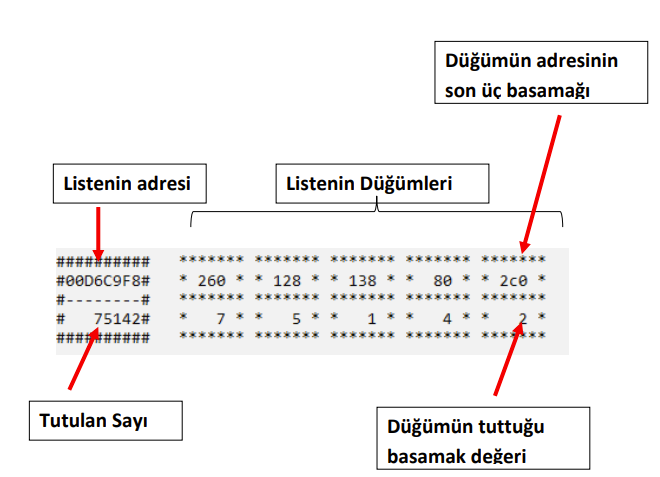 Düğümün adresinin
son üç basamağı
Listenin adresi
Listenin Düğümleri
########## ******* ******* ******* ******* *******
#00D6C9F8# * 260 * * 128 * * 138 * *  80 * * 2c0 *
#--------# ******* ******* ******* ******* *******
#   75142# *   7 * *   5 * *   1 * *   4 * *   2 *
########## ******* ******* ******* ******* *******
Tutulan Sayı
Düğümün tuttuğu
basamak değeri